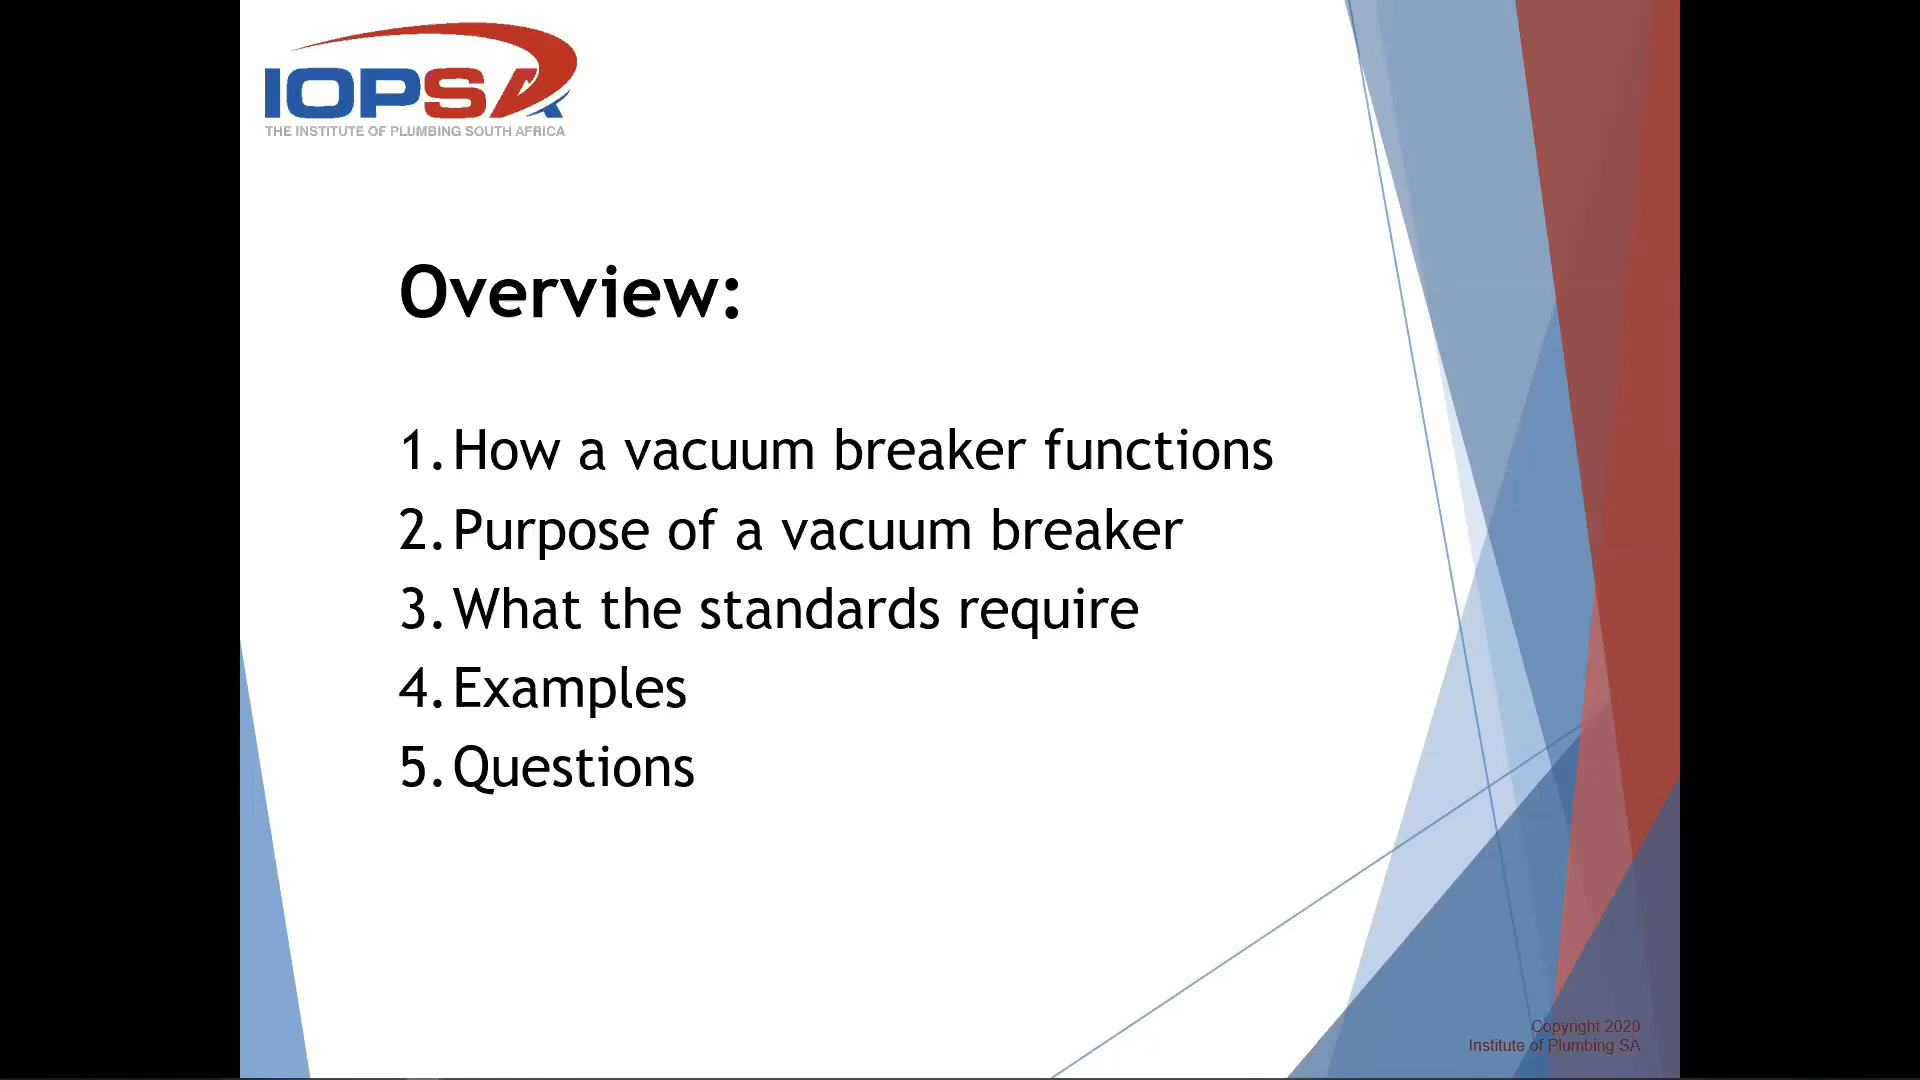 IOPSA
THE INSTITUTE OF PLUMBING SOUTH AFRICA
Overview:
1. How a vacuum breaker functions
2. Purpose of a vacuum breaker
3. What the standards require
4. Examples
5. Questions
Copyright 2020
Institute of Plumbing SA